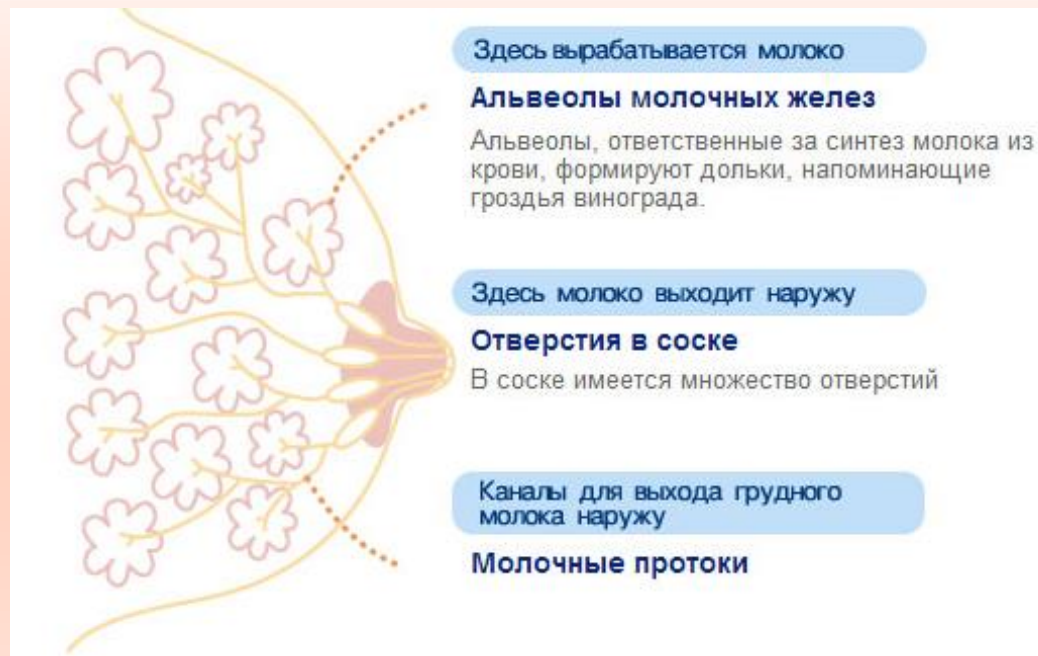 Здесь вырабатывается молоко
Альвеолы молочных желез
Альвеолы, ответственные за синтез молока из
крови, формируют дольки, напоминающие
гроздья винограда.
Здесь молоко выходит наружу
Отверстия в соске
В соске имеется множество отверстий
Каналы для выхода грудного
молока наружу
Молочные протоки